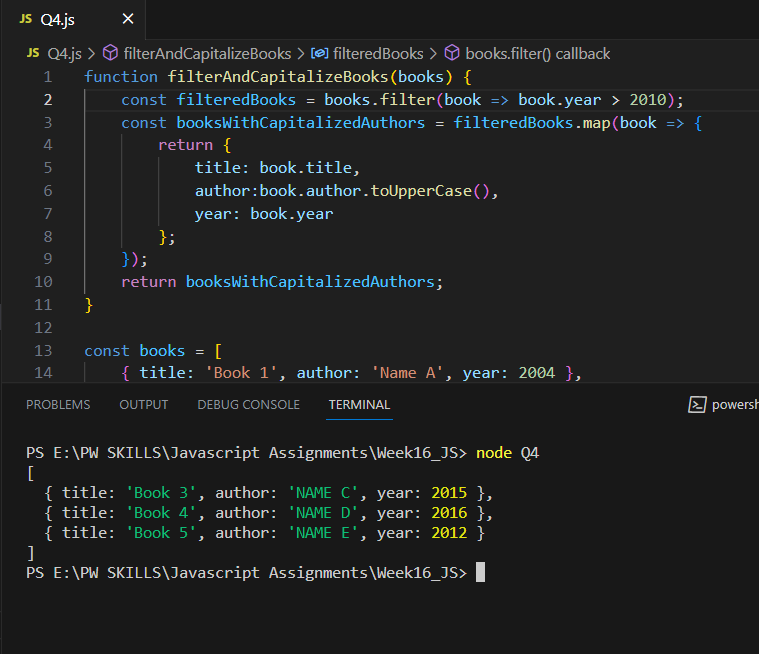 JS Q4.js ×
JS Q4.js > filterAndCapitalizeBooks > filteredBooks > books.filter() callback
1 function filterAndCapitalizeBooks(books) {
2 const filteredBooks = books.filter(book => book.year > 2010);
3 const booksWithCapitalizedAuthors = filteredBooks.map(book => {
4 return {
5 title: book.title,
6 author:book.author.toUpperCase(),
7 year: book.year
8 };
9 });
10 return booksWithCapitalizedAuthors;
11 }
12
13 const books = [
14 { title: 'Book 1', author: 'Name A', year: 2004 },
PROBLEMS OUTPUT DEBUG CONSOLE TERMINAL powersh
PS E:\PW SKILLS\Javascript Assignments\Week16_JS> node Q4
[
{ title: 'Book 3', author: 'NAME C', year: 2015 },
{ title: 'Book 4', author: 'NAME D', year: 2016 },
{ title: 'Book 5', author: 'NAME E', year: 2012 }
]
PS E:\PW SKILLS\Javascript Assignments\Week16_JS>